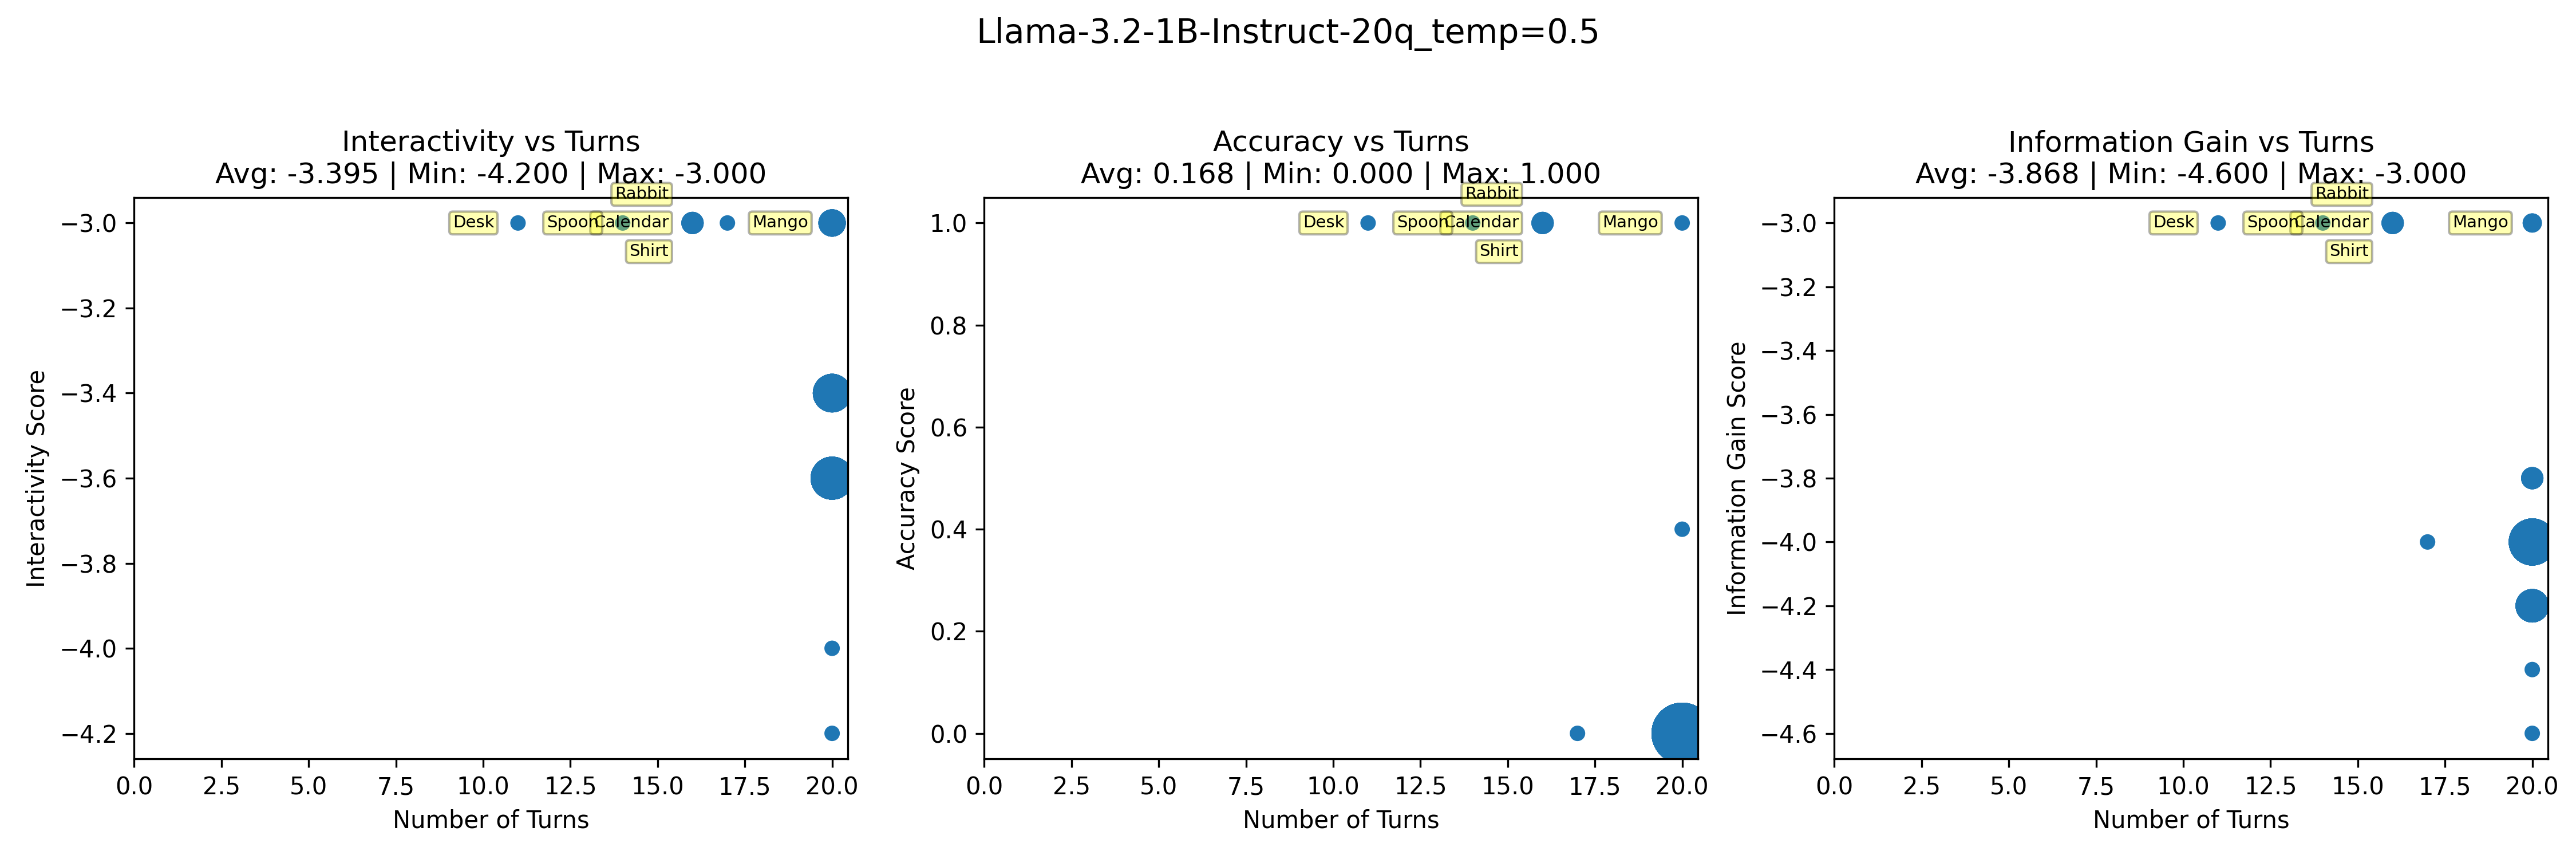 Llama-3.2-1B-Instruct-20q_temp=0.5
Interactivity vs Turns
Avg: -3.395 | Min: -4.200 | Max: -3.000
Rabbit
Desk
Spoon
Calendar
Mango
Shirt
−3.0
−3.2
−3.4
−3.6
−3.8
−4.0
−4.2
Interactivity Score
0.0 2.5 5.0 7.5 10.0 12.5 15.0 17.5 20.0
Number of Turns
Accuracy vs Turns
Avg: 0.168 | Min: 0.000 | Max: 1.000
Rabbit
Desk
Spoon
Calendar
Mango
Shirt
1.0
0.8
0.6
0.4
0.2
0.0
Accuracy Score
0.0 2.5 5.0 7.5 10.0 12.5 15.0 17.5 20.0
Number of Turns
Information Gain vs Turns
Avg: -3.868 | Min: -4.600 | Max: -3.000
Rabbit
Desk
Spoon
Calendar
Mango
Shirt
−3.0
−3.2
−3.4
−3.6
−3.8
−4.0
−4.2
−4.4
−4.6
Information Gain Score
0.0 2.5 5.0 7.5 10.0 12.5 15.0 17.5 20.0
Number of Turns